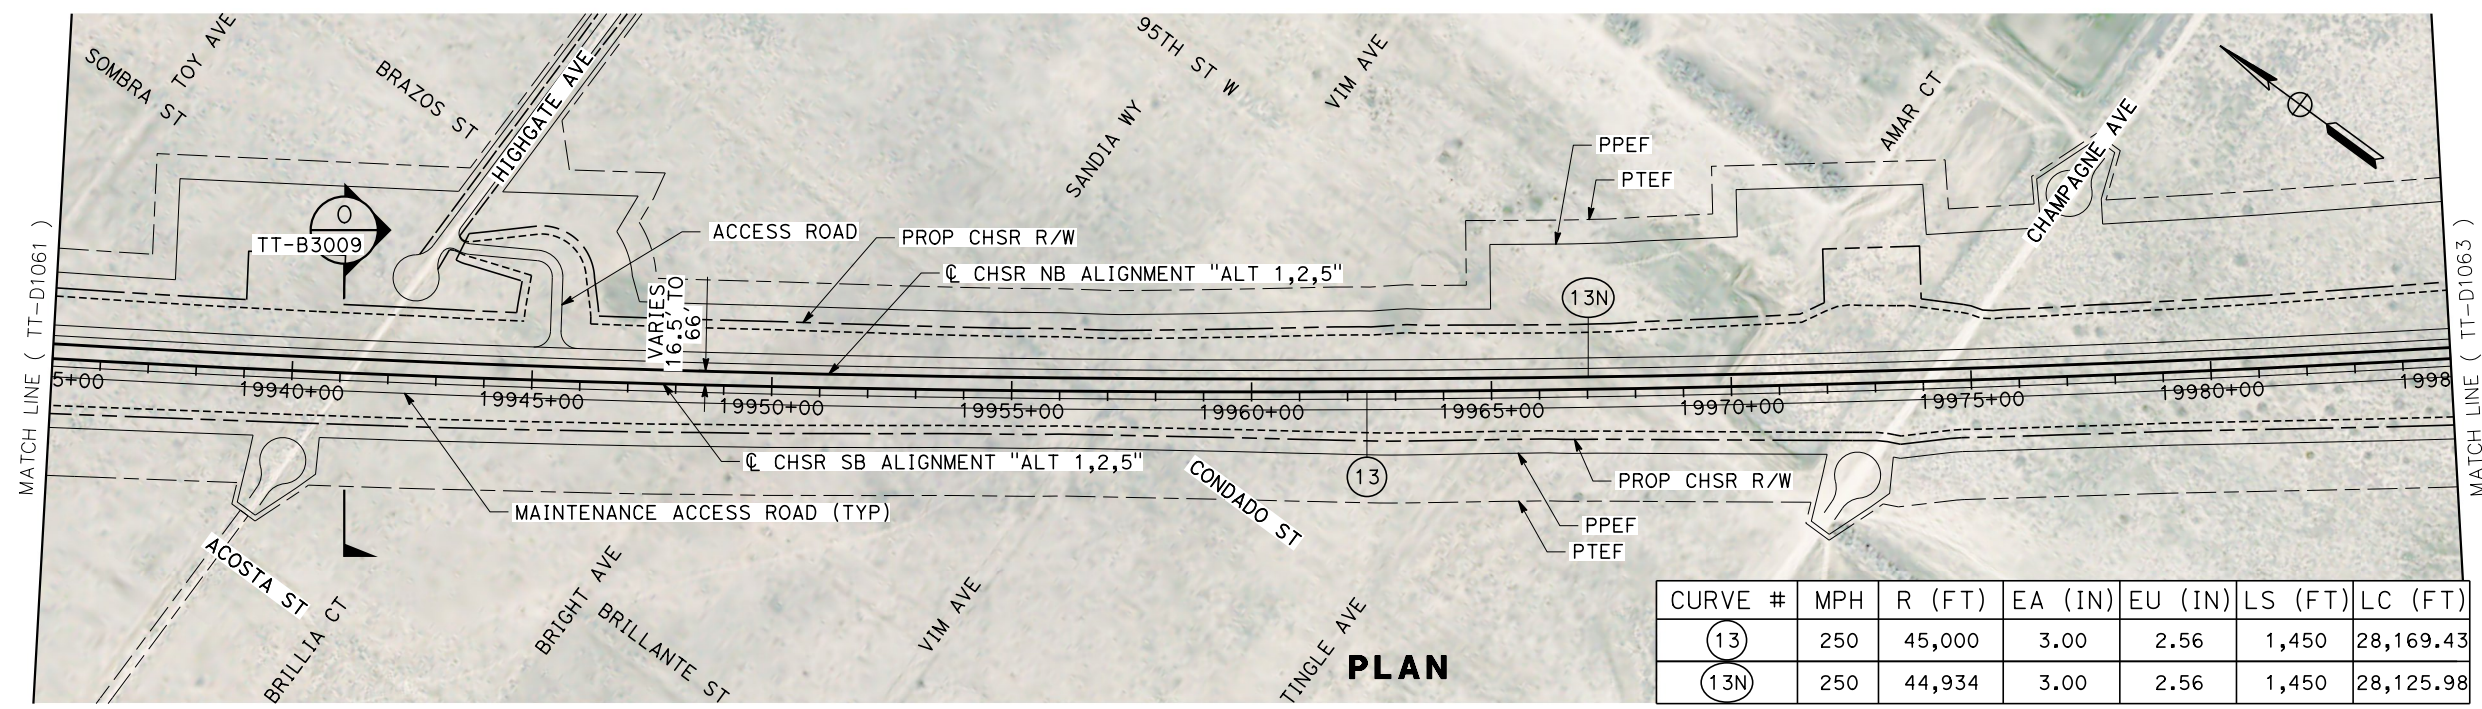 SOMBRA ST
TOY AVE
BRAZOS ST
HIGHGATE AVE
95TH ST W
VIM AVE
SANDIA WY
AMAR CT
CHAMPAGNE AVE
PPEF
PTEF
O
TT-B3009
ACCESS ROAD
PROP CHSR R/W
℄ CHSR NB ALIGNMENT "ALT 1,2,5"
VARIES
16.5' TO
66'
13N
MATCH LINE ( TT-D1061 )
MATCH LINE ( TT-D1063 )
5+00
19940+00
19945+00
19950+00
19955+00
19960+00
19965+00
19970+00
19975+00
19980+00
1998
℄ CHSR SB ALIGNMENT "ALT 1,2,5"
13
MAINTENANCE ACCESS ROAD (TYP)
CONDADO ST
PROP CHSR R/W
PPEF
PTEF
ACOSTA ST
BRILLIA CT
BRIGHT AVE
BRILLANTE ST
VIM AVE
TINGLE AVE
PLAN
CURVE # MPH R (FT) EA (IN) EU (IN) LS (FT) LC (FT)
13 250 45,000 3.00 2.56 1,450 28,169.43
13N 250 44,934 3.00 2.56 1,450 28,125.98